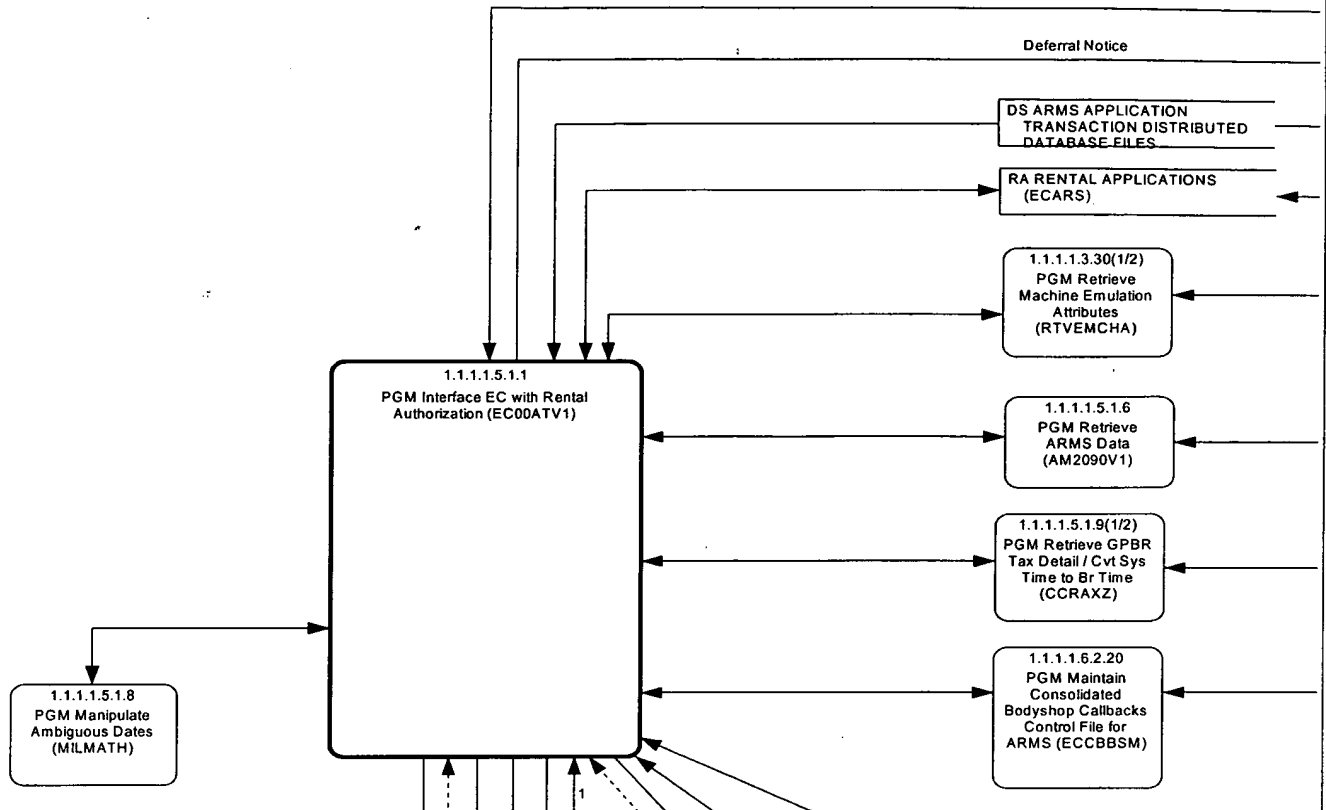 Deferral Notice
DS ARMS APPLICATION
TRANSACTION DISTRIBUTED
DATABASE FILES
RA RENTAL APPLICATIONS
(ECARS)
1.1.1.1.3.30(1/2)
PGM Retrieve
Machine Emulation
Attributes
(RTVEMCHA)
1.1.1.1.5.1.1
PGM Interface EC with Rental
Authorization (EC00ATV1)
1.1.1.1.5.1.6
PGM Retrieve
ARMS Data
(AM2090V1)
1.1.1.1.5.1.9(1/2)
PGM Retrieve GPBR
Tax Detail / Cvt Sys
Time to Br Time
(CCRAXZ)
1.1.1.1.6.2.20
PGM Maintain
Consolidated
Bodyshop Callbacks
Control File for
ARMS (ECCBBSM)
1.1.1.1.5.1.8
PGM Manipulate
Ambiguous Dates
(MILMATH)
1